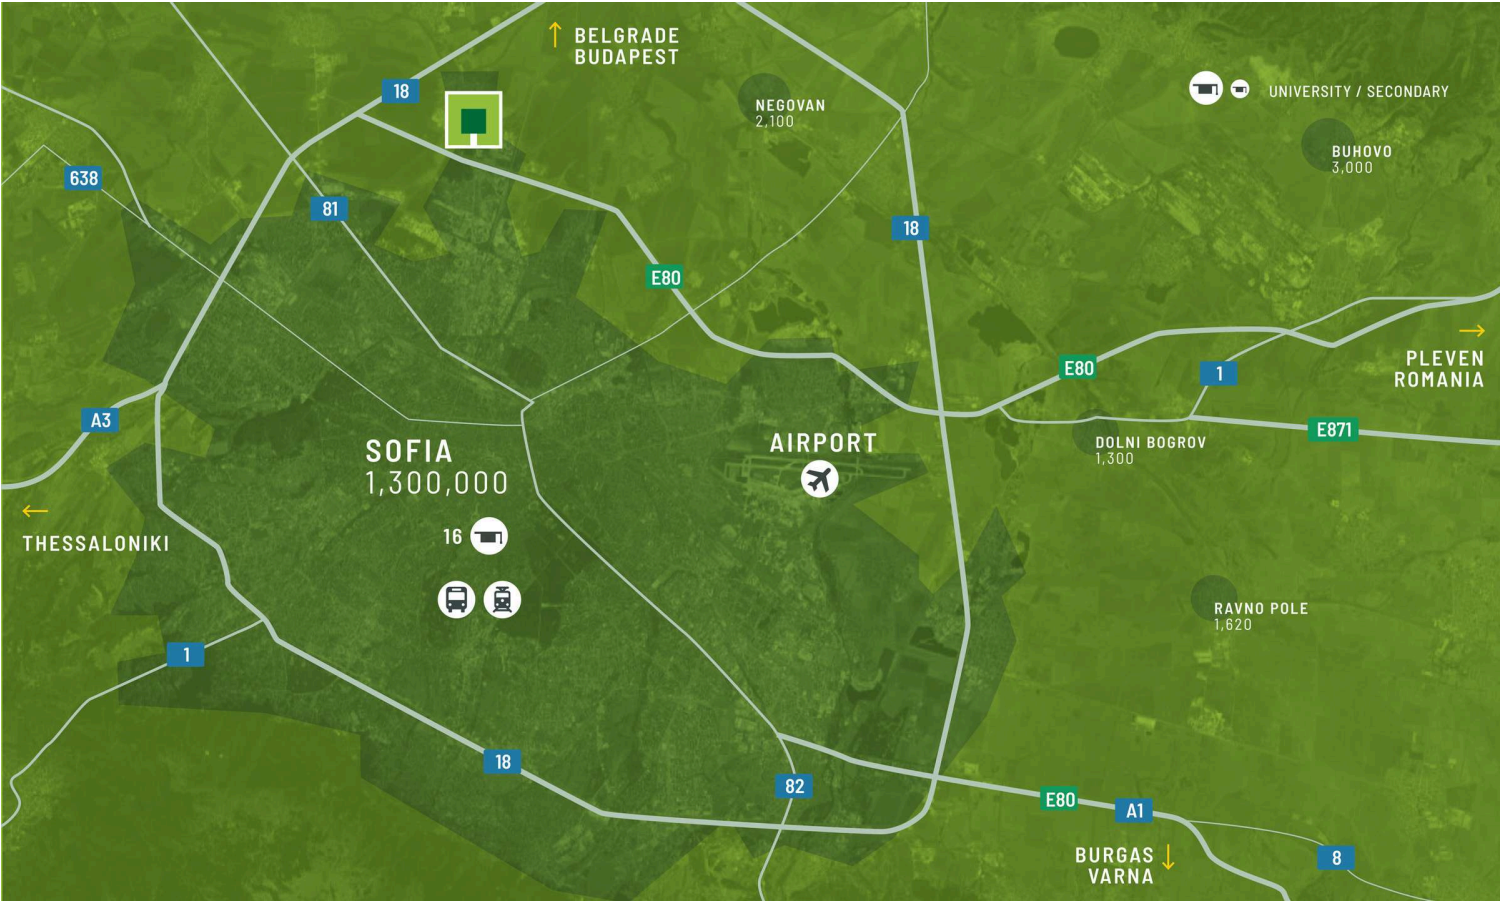 BELGRADE
BUDAPEST
18
NEGOVAN
2,100
UNIVERSITY / SECONDARY
BUHOVO
3,000
638
81
18
E80
PLEVEN
ROMANIA
E80
1
A3
E871
SOFIA
1,300,000
AIRPORT
DOLNI BOGROV
1,300
THESSALONIKI
16
RAVNO POLE
1,620
1
18
82
E80
A1
BURGAS
VARNA
8